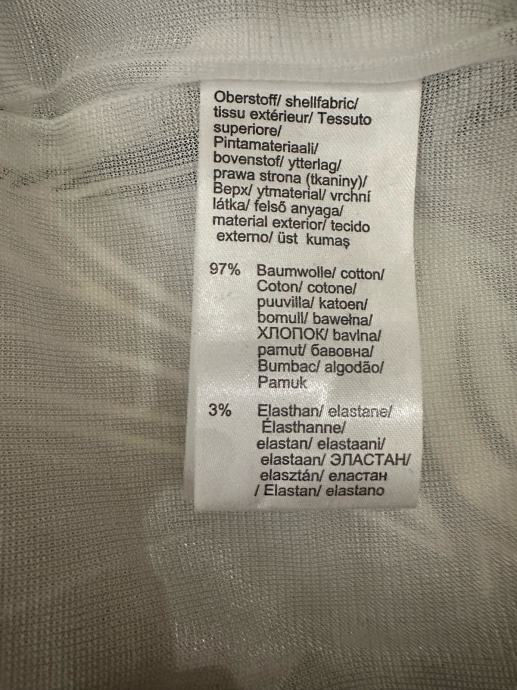 Oberstoff/ shellfabric/
tissu extérieur/ Tessuto
superiore/
Pintamateriaali/
bovenstof/ ytterlag/
prawa strona (tkaniny)/
Верх/ ytmaterial/ vrchní
látka/ felső anyaga/
material exterior/ tecido
externo/ üst kumaş
97% Baumwolle/ cotton/
Coton/ cotone/
puuvilla/ katoen/
bomull/ bawełna/
ХЛОПОК/ bavlna/
pamut/ бавовна/
Bumbac/ algodão/
Pamuk
3% Elasthan/ elastane/
Élasthanne/
elastan/ elastaani/
elastaan/ ЭЛАСТАН/
elasztán/ еластан
/ Elastan/ elastano